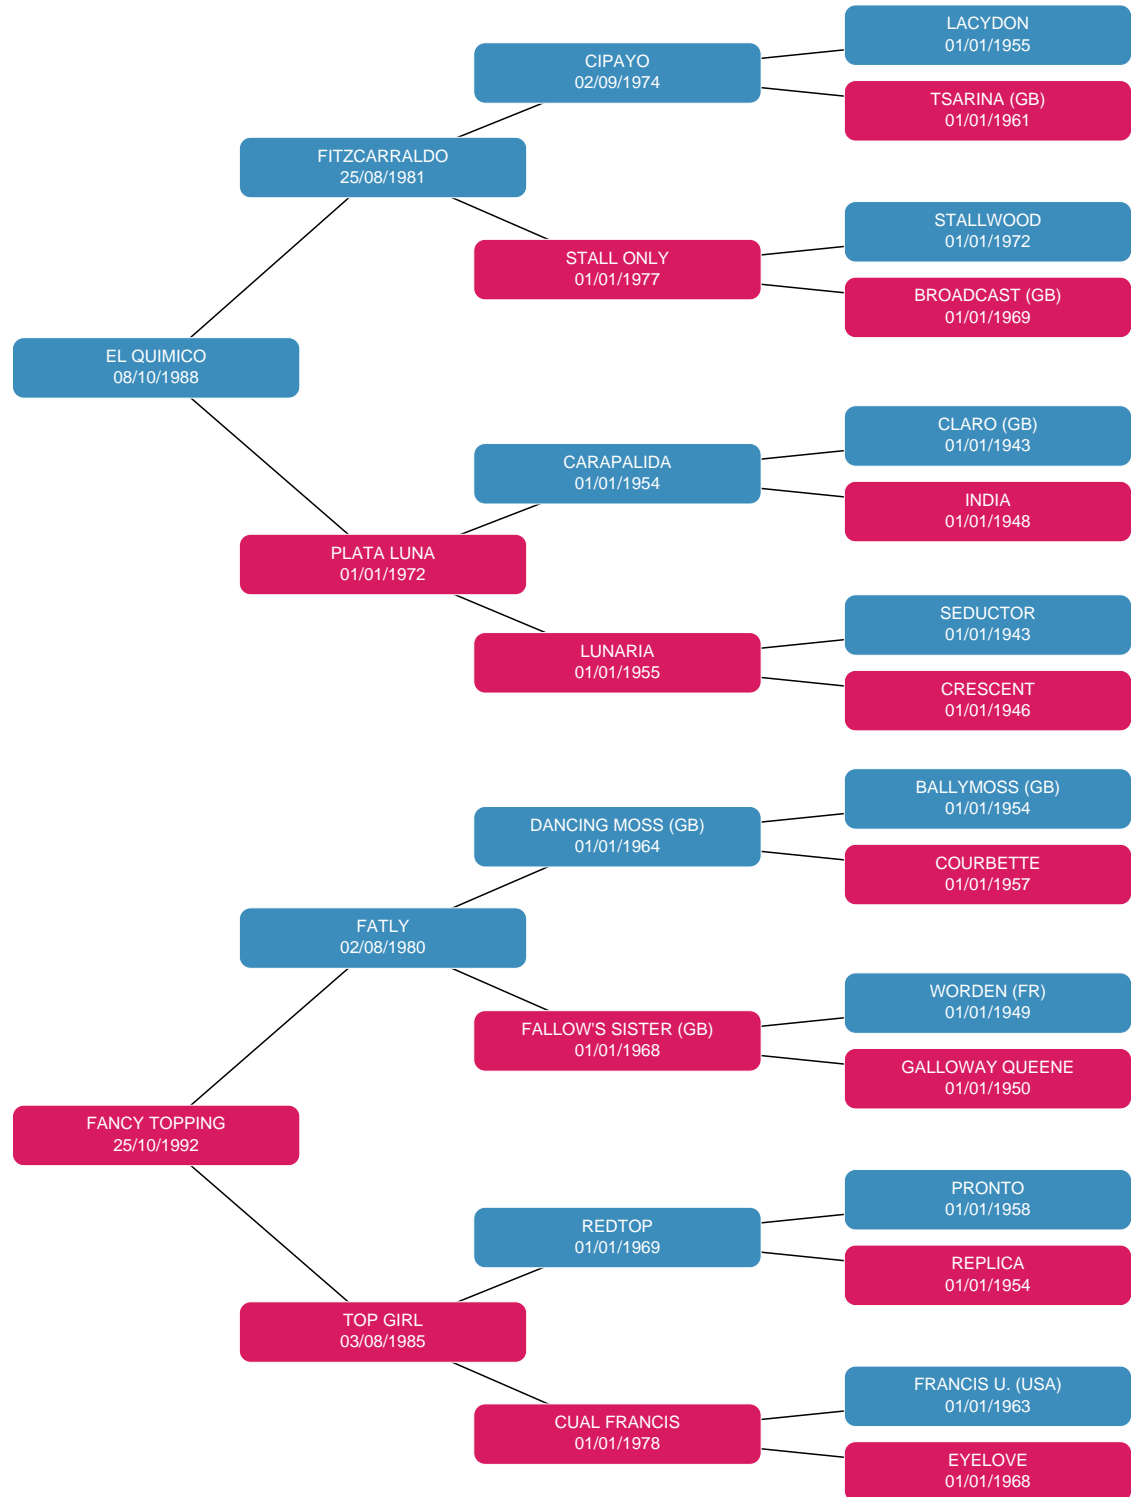 LACYDON
01/01/1955
CIPAYO
02/09/1974
TSARINA (GB)
01/01/1961
FITZCARRALDO
25/08/1981
STALLWOOD
01/01/1972
STALL ONLY
01/01/1977
BROADCAST (GB)
01/01/1969
EL QUIMICO
08/10/1988
CLARO (GB)
01/01/1943
CARAPALIDA
01/01/1954
INDIA
01/01/1948
PLATA LUNA
01/01/1972
SEDUCTOR
01/01/1943
LUNARIA
01/01/1955
CRESCENT
01/01/1946
BALLYMOSS (GB)
01/01/1954
DANCING MOSS (GB)
01/01/1964
COURBETTE
01/01/1957
FATLY
02/08/1980
WORDEN (FR)
01/01/1949
FALLOW'S SISTER (GB)
01/01/1968
GALLOWAY QUEENE
01/01/1950
FANCY TOPPING
25/10/1992
PRONTO
01/01/1958
REDTOP
01/01/1969
REPLICA
01/01/1954
TOP GIRL
03/08/1985
FRANCIS U. (USA)
01/01/1963
CUAL FRANCIS
01/01/1978
EYELOVE
01/01/1968